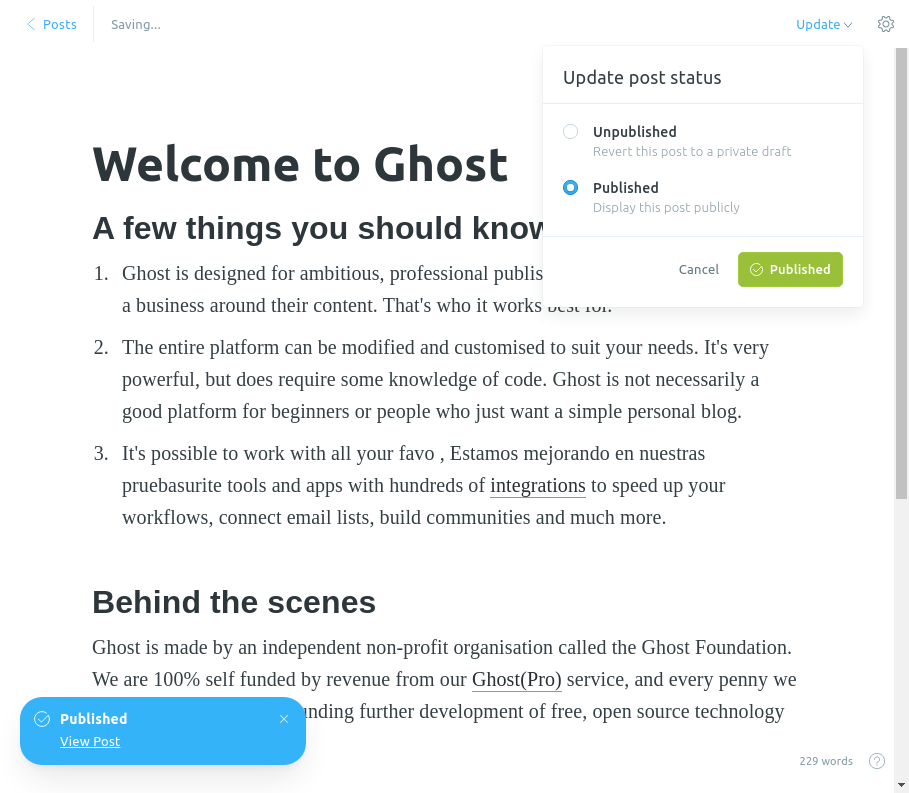 Posts
Saving...
Update
Update post status
Unpublished
Revert this post to a private draft
Published
Display this post publicly
Cancel
Published
Welcome to Ghost
A few things you should know
1. Ghost is designed for ambitious, professional
a business around their content. That's who it works best for.
2. The entire platform can be modified and customised to suit your needs. It's very
powerful, but does require some knowledge of code. Ghost is not necessarily a
good platform for beginners or people who just want a simple personal blog.
3. It's possible to work with all your favo , Estamos mejorando en nuestras
pruebasurite tools and apps with hundreds of integrations to speed up your
workflows, connect email lists, build communities and much more.
Behind the scenes
Ghost is made by an independent non-profit organisation called the Ghost Foundation.
We are 100% self funded by revenue from our Ghost(Pro) service, and every penny we
further development of free, open source technology
Published
View Post
229 words